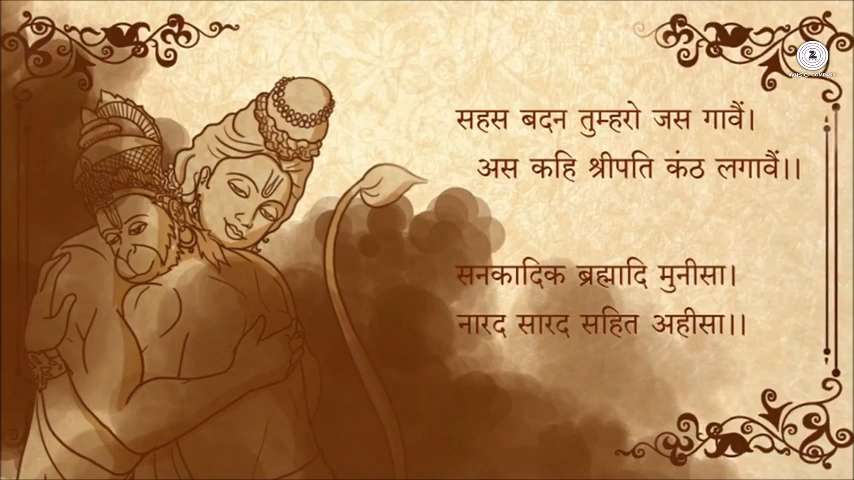 सहस बदन तुम्हरो जस गावैं।
अस कहि श्रीपति कंठ लगावैं।।
सनकादिक ब्रह्मादि मुनीसा।
नारद सारद सहित अहीसा।।